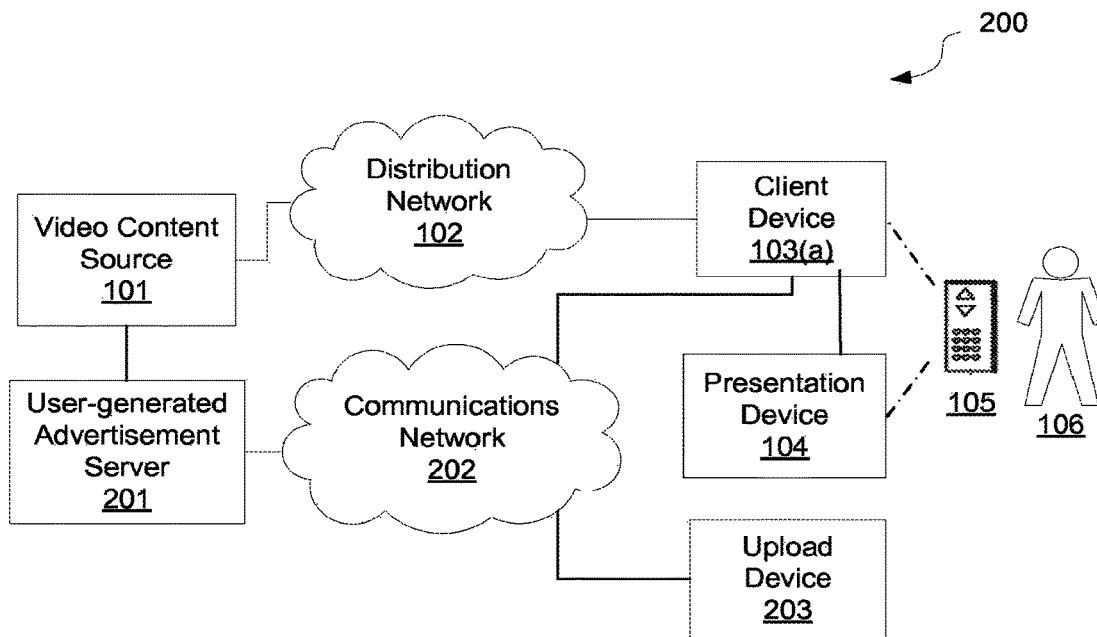 200
Distribution
Network
102
Client
Device
103(a)
Video Content
Source
101
User-generated
Advertisement
Server
201
Communications
Network
202
Presentation
Device
104
105
106
Upload
Device
203